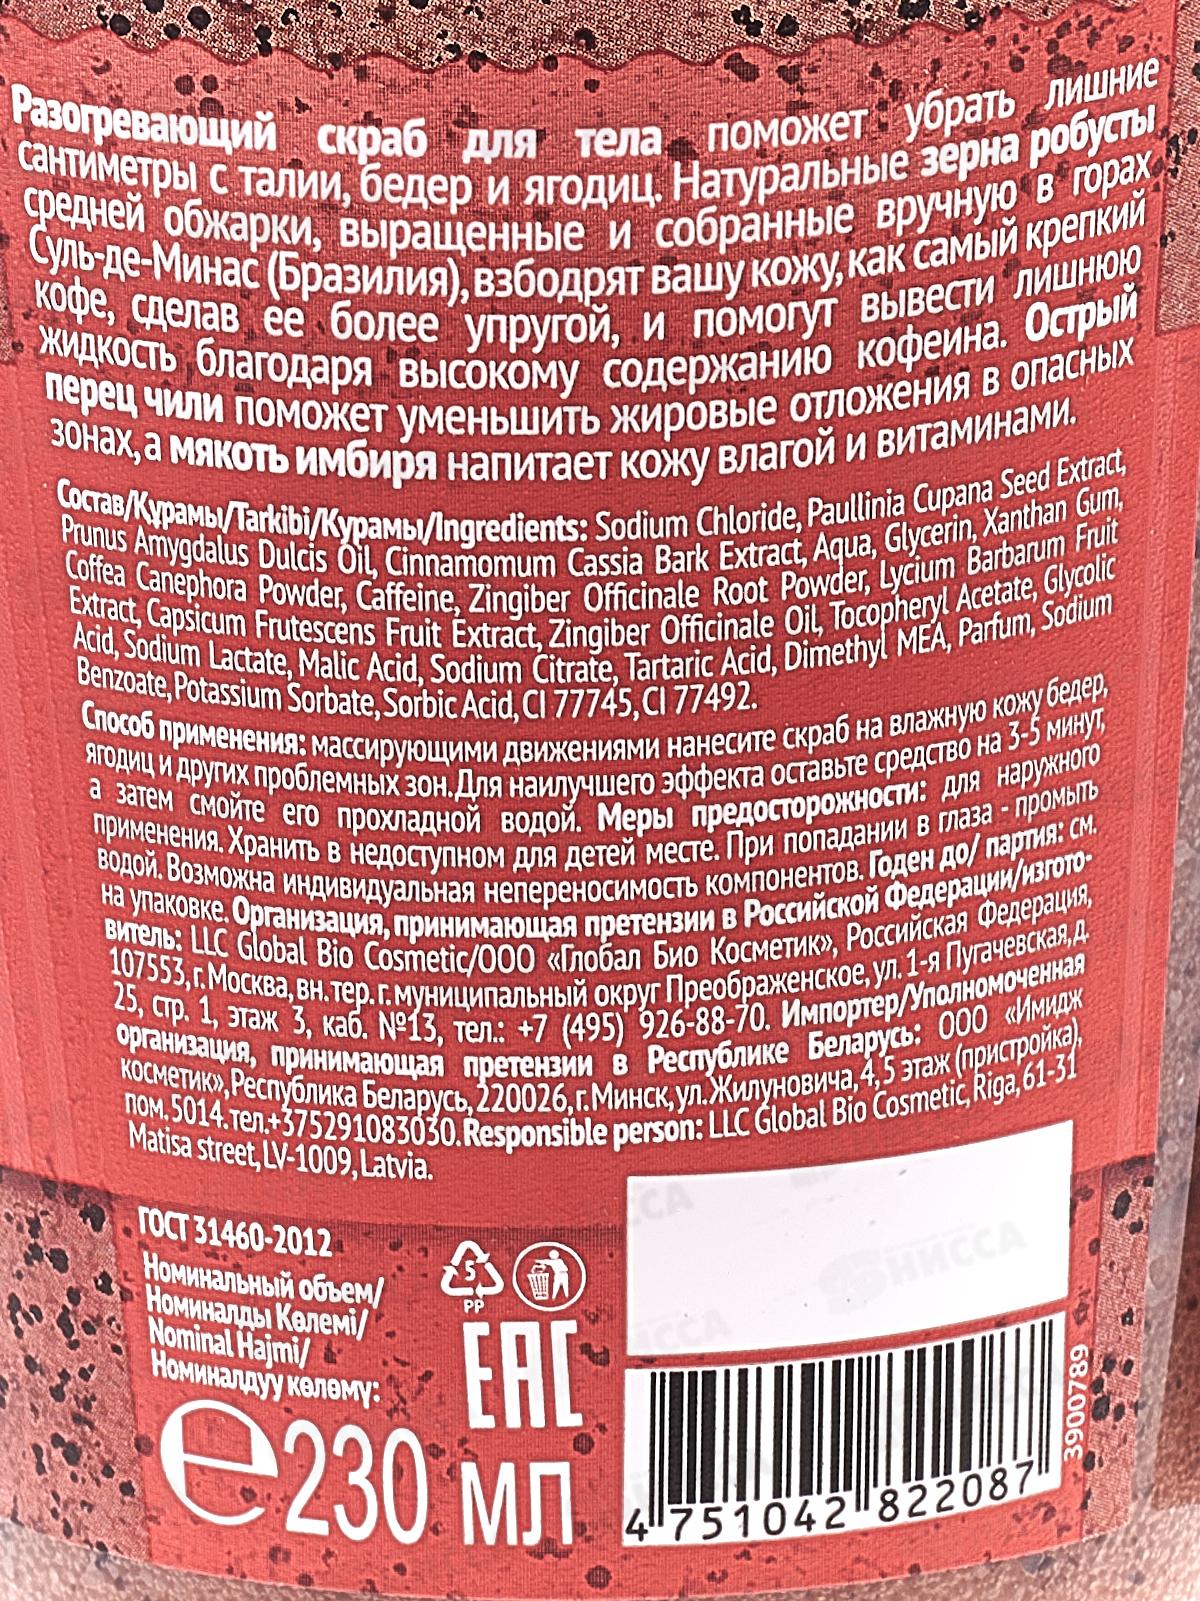 Разогревающий скраб для тела поможет убрать лишние
сантиметры с талии, бедер и ягодиц. Натуральные зерна робусты
средней обжарки, выращенные и собранные вручную в горах
Суль-де-Минас (Бразилия), взбодрят вашу кожу, как самый крепкий
кофе, сделав ее более упругой, и помогут вывести лишнюю
жидкость благодаря высокому содержанию кофеина. Острый
перец чили поможет уменьшить жировые отложения в опасных
зонах, а мякоть имбиря напитает кожу влагой и витаминами.
Состав/Құрамы/Tarkibi/Курамы/Ingredients: Sodium Chloride, Paullinia Cupana Seed Extract,
Prunus Amygdalus Dulcis Oil, Cinnamomum Cassia Bark Extract, Aqua, Glycerin, Xanthan Gum,
Coffea Canephora Powder, Caffeine, Zingiber Officinale Root Powder, Lycium Barbarum Fruit
Extract, Capsicum Frutescens Fruit Extract, Zingiber Officinale Oil, Tocopheryl Acetate, Glycolic
Acid, Sodium Lactate, Malic Acid, Sodium Citrate, Tartaric Acid, Dimethyl MEA, Parfum, Sodium
Benzoate, Potassium Sorbate, Sorbic Acid, CI 77745, CI 77492.
Способ применения: массирующими движениями нанесите скраб на влажную кожу бедер,
ягодиц и других проблемных зон. Для наилучшего эффекта оставьте средство на 3-5 минут,
а затем смойте его прохладной водой. Меры предосторожности: для наружного
применения. Хранить в недоступном для детей месте. При попадании в глаза - промыть
водой. Возможна индивидуальная непереносимость компонентов. Годен до/ партия: см.
на упаковке. Организация, принимающая претензии в Российской Федерации/изгото-
витель: LLC Global Bio Cosmetic/ООО «Глобал Био Косметик», Российская Федерация,
107553, г. Москва, вн. тер. г. муниципальный округ Преображенское, ул. 1-я Пугачевская, д.
25, стр. 1, этаж 3, каб. №13, тел.: +7 (495) 926-88-70. Импортер/Уполномоченная
организация, принимающая претензии в Республике Беларусь: ООО «Имидж
косметик», Республика Беларусь, 220026, г. Минск, ул. Жилуновича, 4, 5 этаж (пристройка),
пом. 5014. тел.+375291083030. Responsible person: LLC Global Bio Cosmetic, Riga, 61-31
Matisa street, LV-1009, Latvia.
ГОСТ 31460-2012
Номинальный объем/
Номиналды Көлемі/
Nominal Hajmi/
Номиналдуу көлөмү:
℮ 230 МЛ
5
PP
EAC
БНИССА
3900789
4 751042 822087